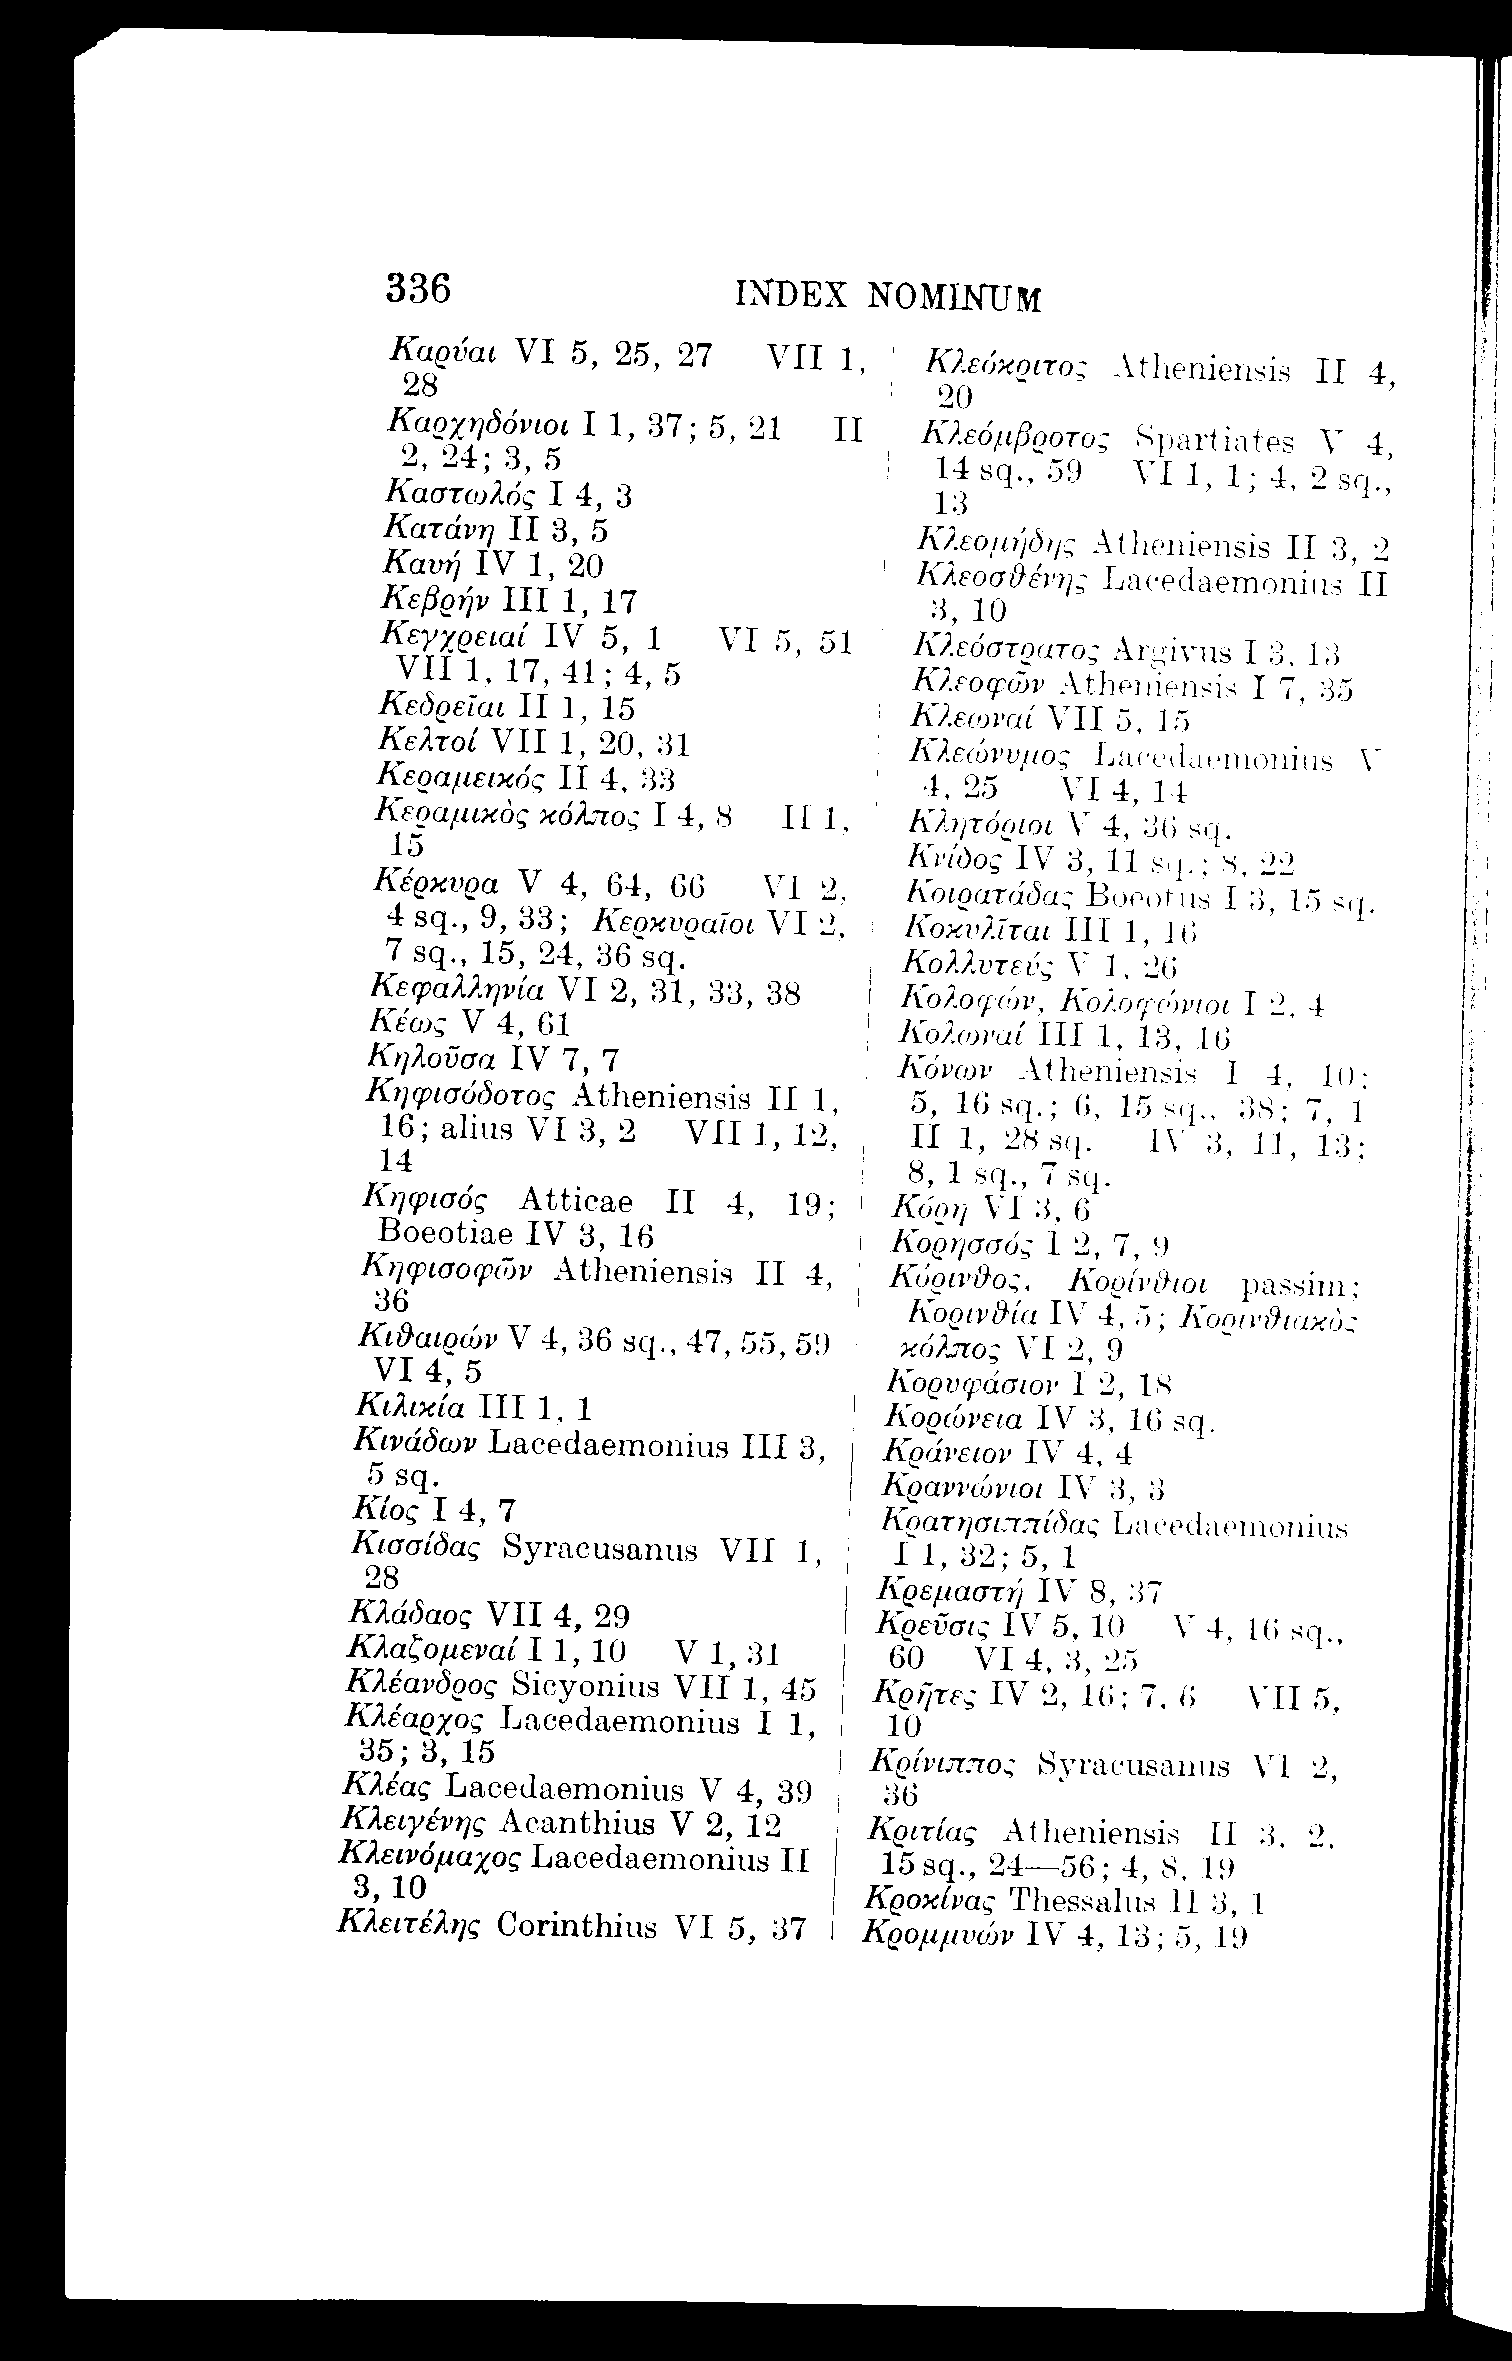 336 INDEX NOMINUM
Καρύαι VI 5, 25, 27 VII 1,
28
Καρχηδόνιοι I 1, 37; 5, 21 II
2, 24; 3, 5
Καστωλός I 4, 3
Κατάνη II 3, 5
Καυή IV 1, 20
Κεβρήν III 1, 17
Κεγχρειαί IV 5, 1 VI 5, 51
VII 1, 17, 41; 4, 5
Κεδρεῖαι II 1, 15
Κελτοί VII 1, 20, 31
Κεραμεικός II 4, 33
Κεραμικὸς κόλπος I 4, 8 II 1,
15
Κέρκυρα V 4, 64, 66 VI 2,
4 sq., 9, 33; Κερκυραῖοι VI 2,
7 sq., 15, 24, 36 sq.
Κεφαλληνία VI 2, 31, 33, 38
Κέως V 4, 61
Κηλοῦσα IV 7, 7
Κηφισόδοτος Atheniensis II 1,
16; alius VI 3, 2 VII 1, 12,
14
Κηφισός Atticae II 4, 19;
Boeotiae IV 3, 16
Κηφισοφῶν Atheniensis II 4,
36
Κιθαιρών V 4, 36 sq., 47, 55, 59
VI 4, 5
Κιλικία III 1, 1
Κινάδων Lacedaemonius III 3,
5 sq.
Κίος I 4, 7
Κισσίδας Syracusanus VII 1,
28
Κλάδαος VII 4, 29
Κλαζομεναί I 1, 10 V 1, 31
Κλέανδρος Sicyonius VII 1, 45
Κλέαρχος Lacedaemonius I 1,
35; 3, 15
Κλέας Lacedaemonius V 4, 39
Κλειγένης Acanthius V 2, 12
Κλεινόμαχος Lacedaemonius II
3, 10
Κλειτέλης Corinthius VI 5, 37
Κλεόκριτος Atheniensis II 4,
20
Κλεόμβροτος Spartiates V 4,
14 sq., 59 VI 1, 1; 4, 2 sq.,
13
Κλεομήδης Atheniensis II 3, 2
Κλεοσθένης Lacedaemonius II
3, 10
Κλεόστρατος Argivus I 3, 13
Κλεοφῶν Atheniensis I 7, 35
Κλεωναί VII 5, 15
Κλεώνυμος Lacedaemonius V
4, 25 VI 4, 14
Κλητόριοι V 4, 36 sq.
Κνίδος IV 3, 11 sq.; 8, 22
Κοιρατάδας Boeotus I 3, 15 sq.
Κοκυλῖται III 1, 16
Κολλυτεύς V 1, 26
Κολοφών, Κολοφώνιοι I 2, 4
Κολωναί III 1, 13, 16
Κόνων Atheniensis I 4, 10;
5, 16 sq.; 6, 15 sq., 38; 7, 1
II 1, 28 sq. IV 3, 11, 13;
8, 1 sq., 7 sq.
Κόρη VI 3, 6
Κορησσός I 2, 7, 9
Κόρινθος, Κορίνθιοι passim;
Κορινθία IV 4, 5; Κορινθιακὸς
κόλπος VI 2, 9
Κορυφάσιον I 2, 18
Κορώνεια IV 3, 16 sq.
Κράνειον IV 4, 4
Κραννώνιοι IV 3, 3
Κρατησιππίδας Lacedaemonius
I 1, 32; 5, 1
Κρεμαστή IV 8, 37
Κρεῦσις IV 5, 10 V 4, 16 sq.,
60 VI 4, 3, 25
Κρῆτες IV 2, 16; 7, 6 VII 5,
10
Κρίνιππος Syracusanus VI 2,
36
Κριτίας Atheniensis II 3, 2,
15 sq., 24—56; 4, 8, 19
Κροκίνας Thessalus II 3, 1
Κρομμυών IV 4, 13; 5, 19